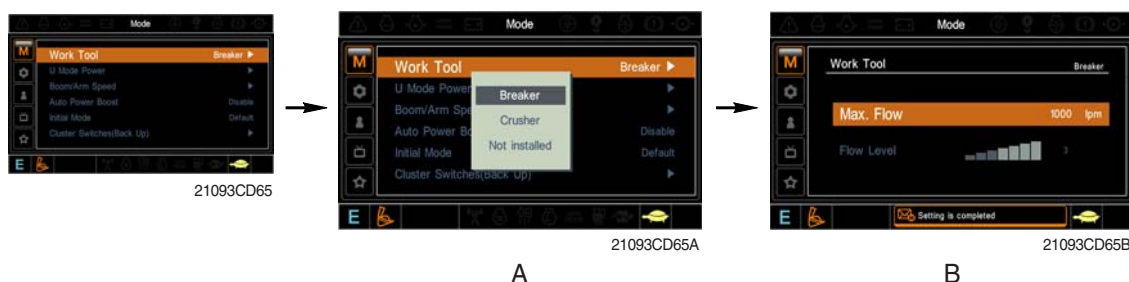 Mode
M
Work Tool Breaker
U Mode Power
Boom/Arm Speed
Auto Power Boost Disable
Initial Mode Default
Cluster Switches(Back Up)
E
21093CD65
Mode
M
Work Tool Breaker
U Mode Power
Boom/Arm Spe
Auto Power Bo Disable
Initial Mode Default
Cluster Switches(Back Up)
Breaker
Crusher
Not installed
E
21093CD65A
A
Mode
M
Work Tool Breaker
Max. Flow 1000 lpm
Flow Level 3
E
Setting is completed
21093CD65B
B